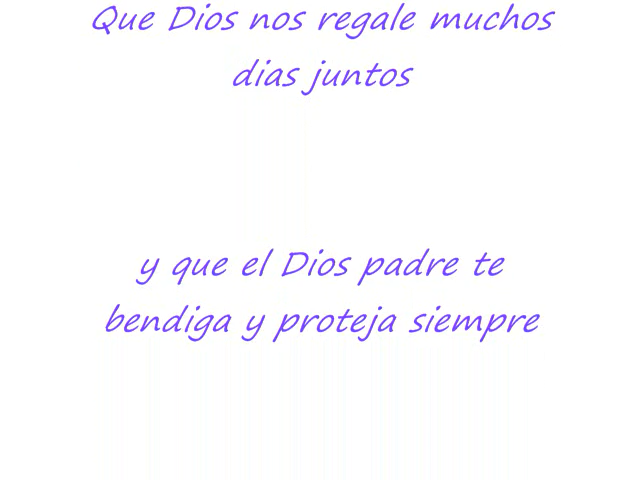 Que Dios nos regale muchos
dias juntos
y que el Dios padre te
bendiga y proteja siempre